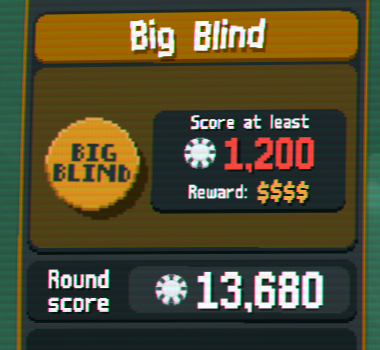 Big Blind
BIG
BLIND
Score at least
1,200
Reward: $$$$
Round
score
13,680